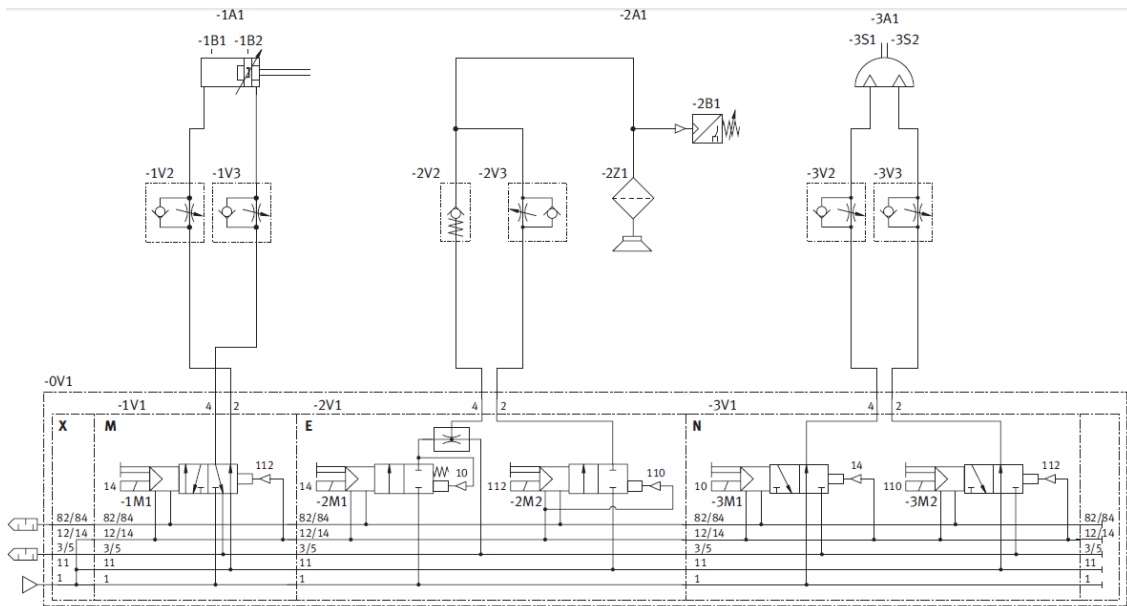 -1A1 -2A1 -3A1
-1B1 -1B2 -3S1 -3S2
-2B1
-1V2 -1V3 -2V2 -2V3 -2Z1 -3V2 -3V3
-0V1
-1V1 4 2 -2V1 4 2 -3V1 4 2
X M E N
112 10 110 14 112
14 -1M1 14 -2M1 112 -2M2 10 -3M1 110 -3M2
82/84 82/84 82/84 82/84 82/84
12/14 12/14 12/14 12/14 12/14
3/5 3/5 3/5 3/5 3/5
11 11 11 11 11
1 1 1 1 1